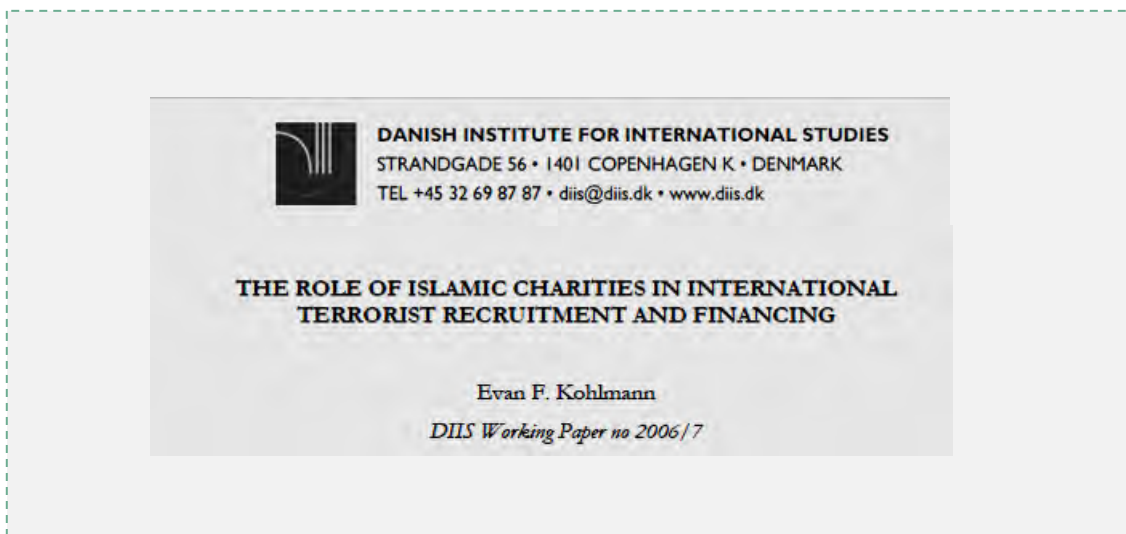 DANISH INSTITUTE FOR INTERNATIONAL STUDIES
STRANDGADE 56 • 1401 COPENHAGEN K • DENMARK
TEL +45 32 69 87 87 • diis@diis.dk • www.diis.dk
THE ROLE OF ISLAMIC CHARITIES IN INTERNATIONAL
TERRORIST RECRUITMENT AND FINANCING
Evan F. Kohlmann
DIIS Working Paper no 2006/7